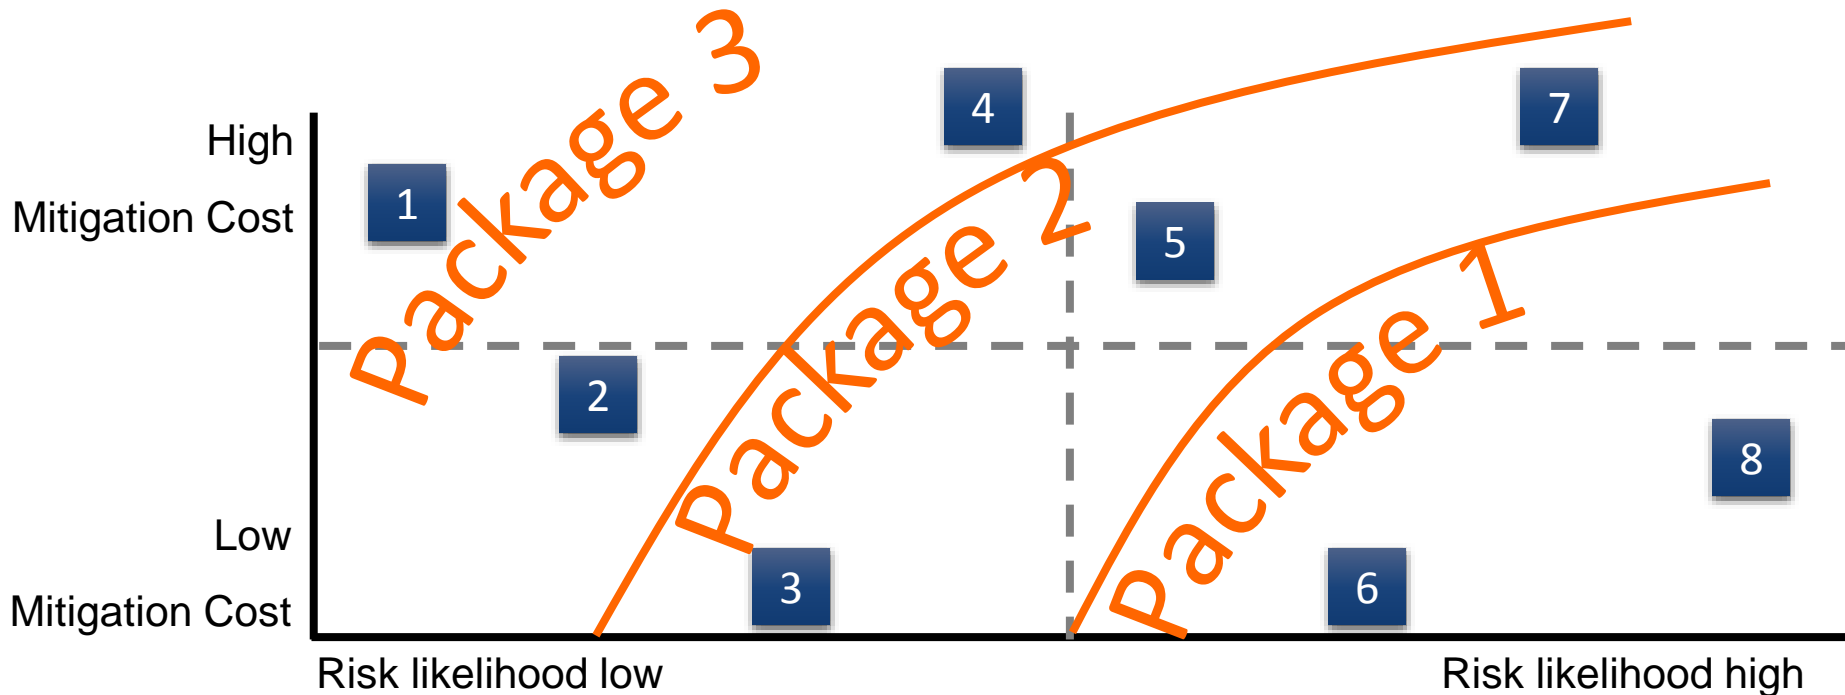 Package 3
4
7
High
Mitigation Cost
1
Package 2
5
Package 1
2
8
Low
Mitigation Cost
3
6
Risk likelihood low
Risk likelihood high